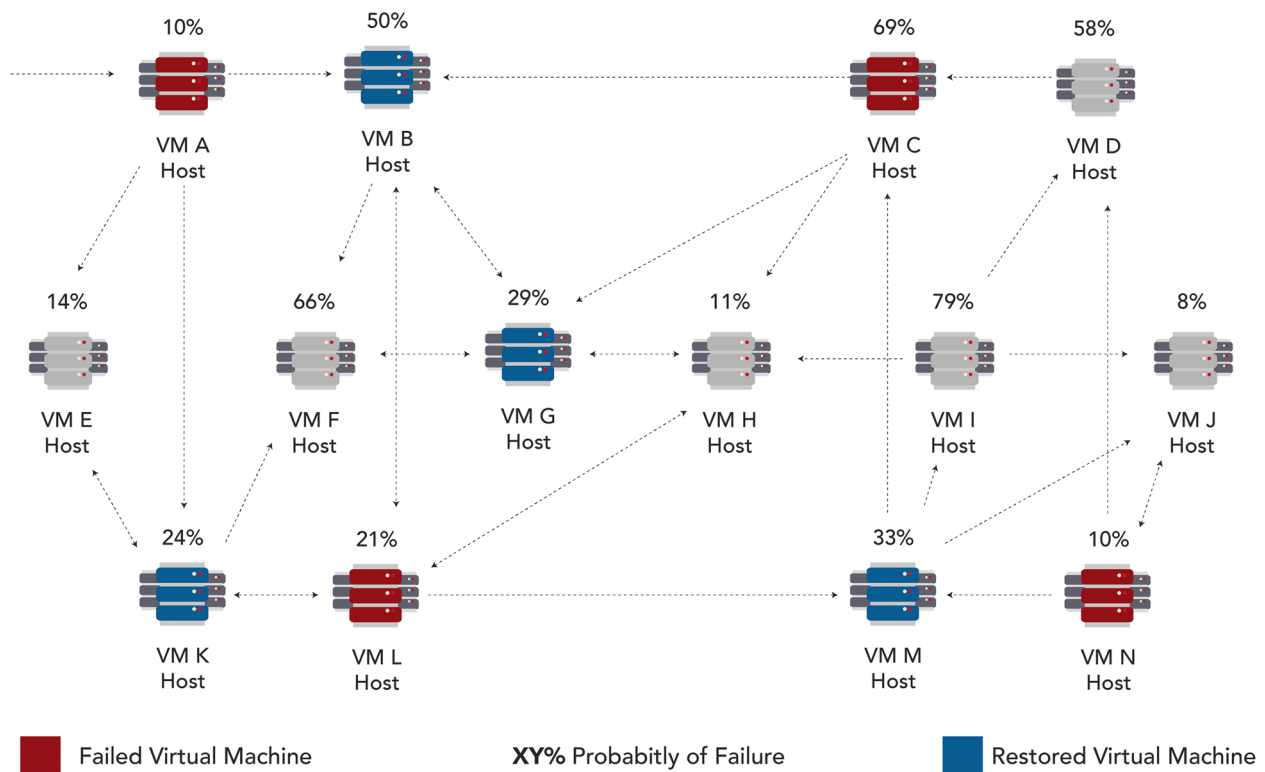 10%
50%
69%
58%
VM A
Host
VM B
Host
VM C
Host
VM D
Host
14%
66%
29%
11%
79%
8%
VM E
Host
VM F
Host
VM G
Host
VM H
Host
VM I
Host
VM J
Host
24%
21%
33%
10%
VM K
Host
VM L
Host
VM M
Host
VM N
Host
Failed Virtual Machine
XY% Probabitly of Failure
Restored Virtual Machine